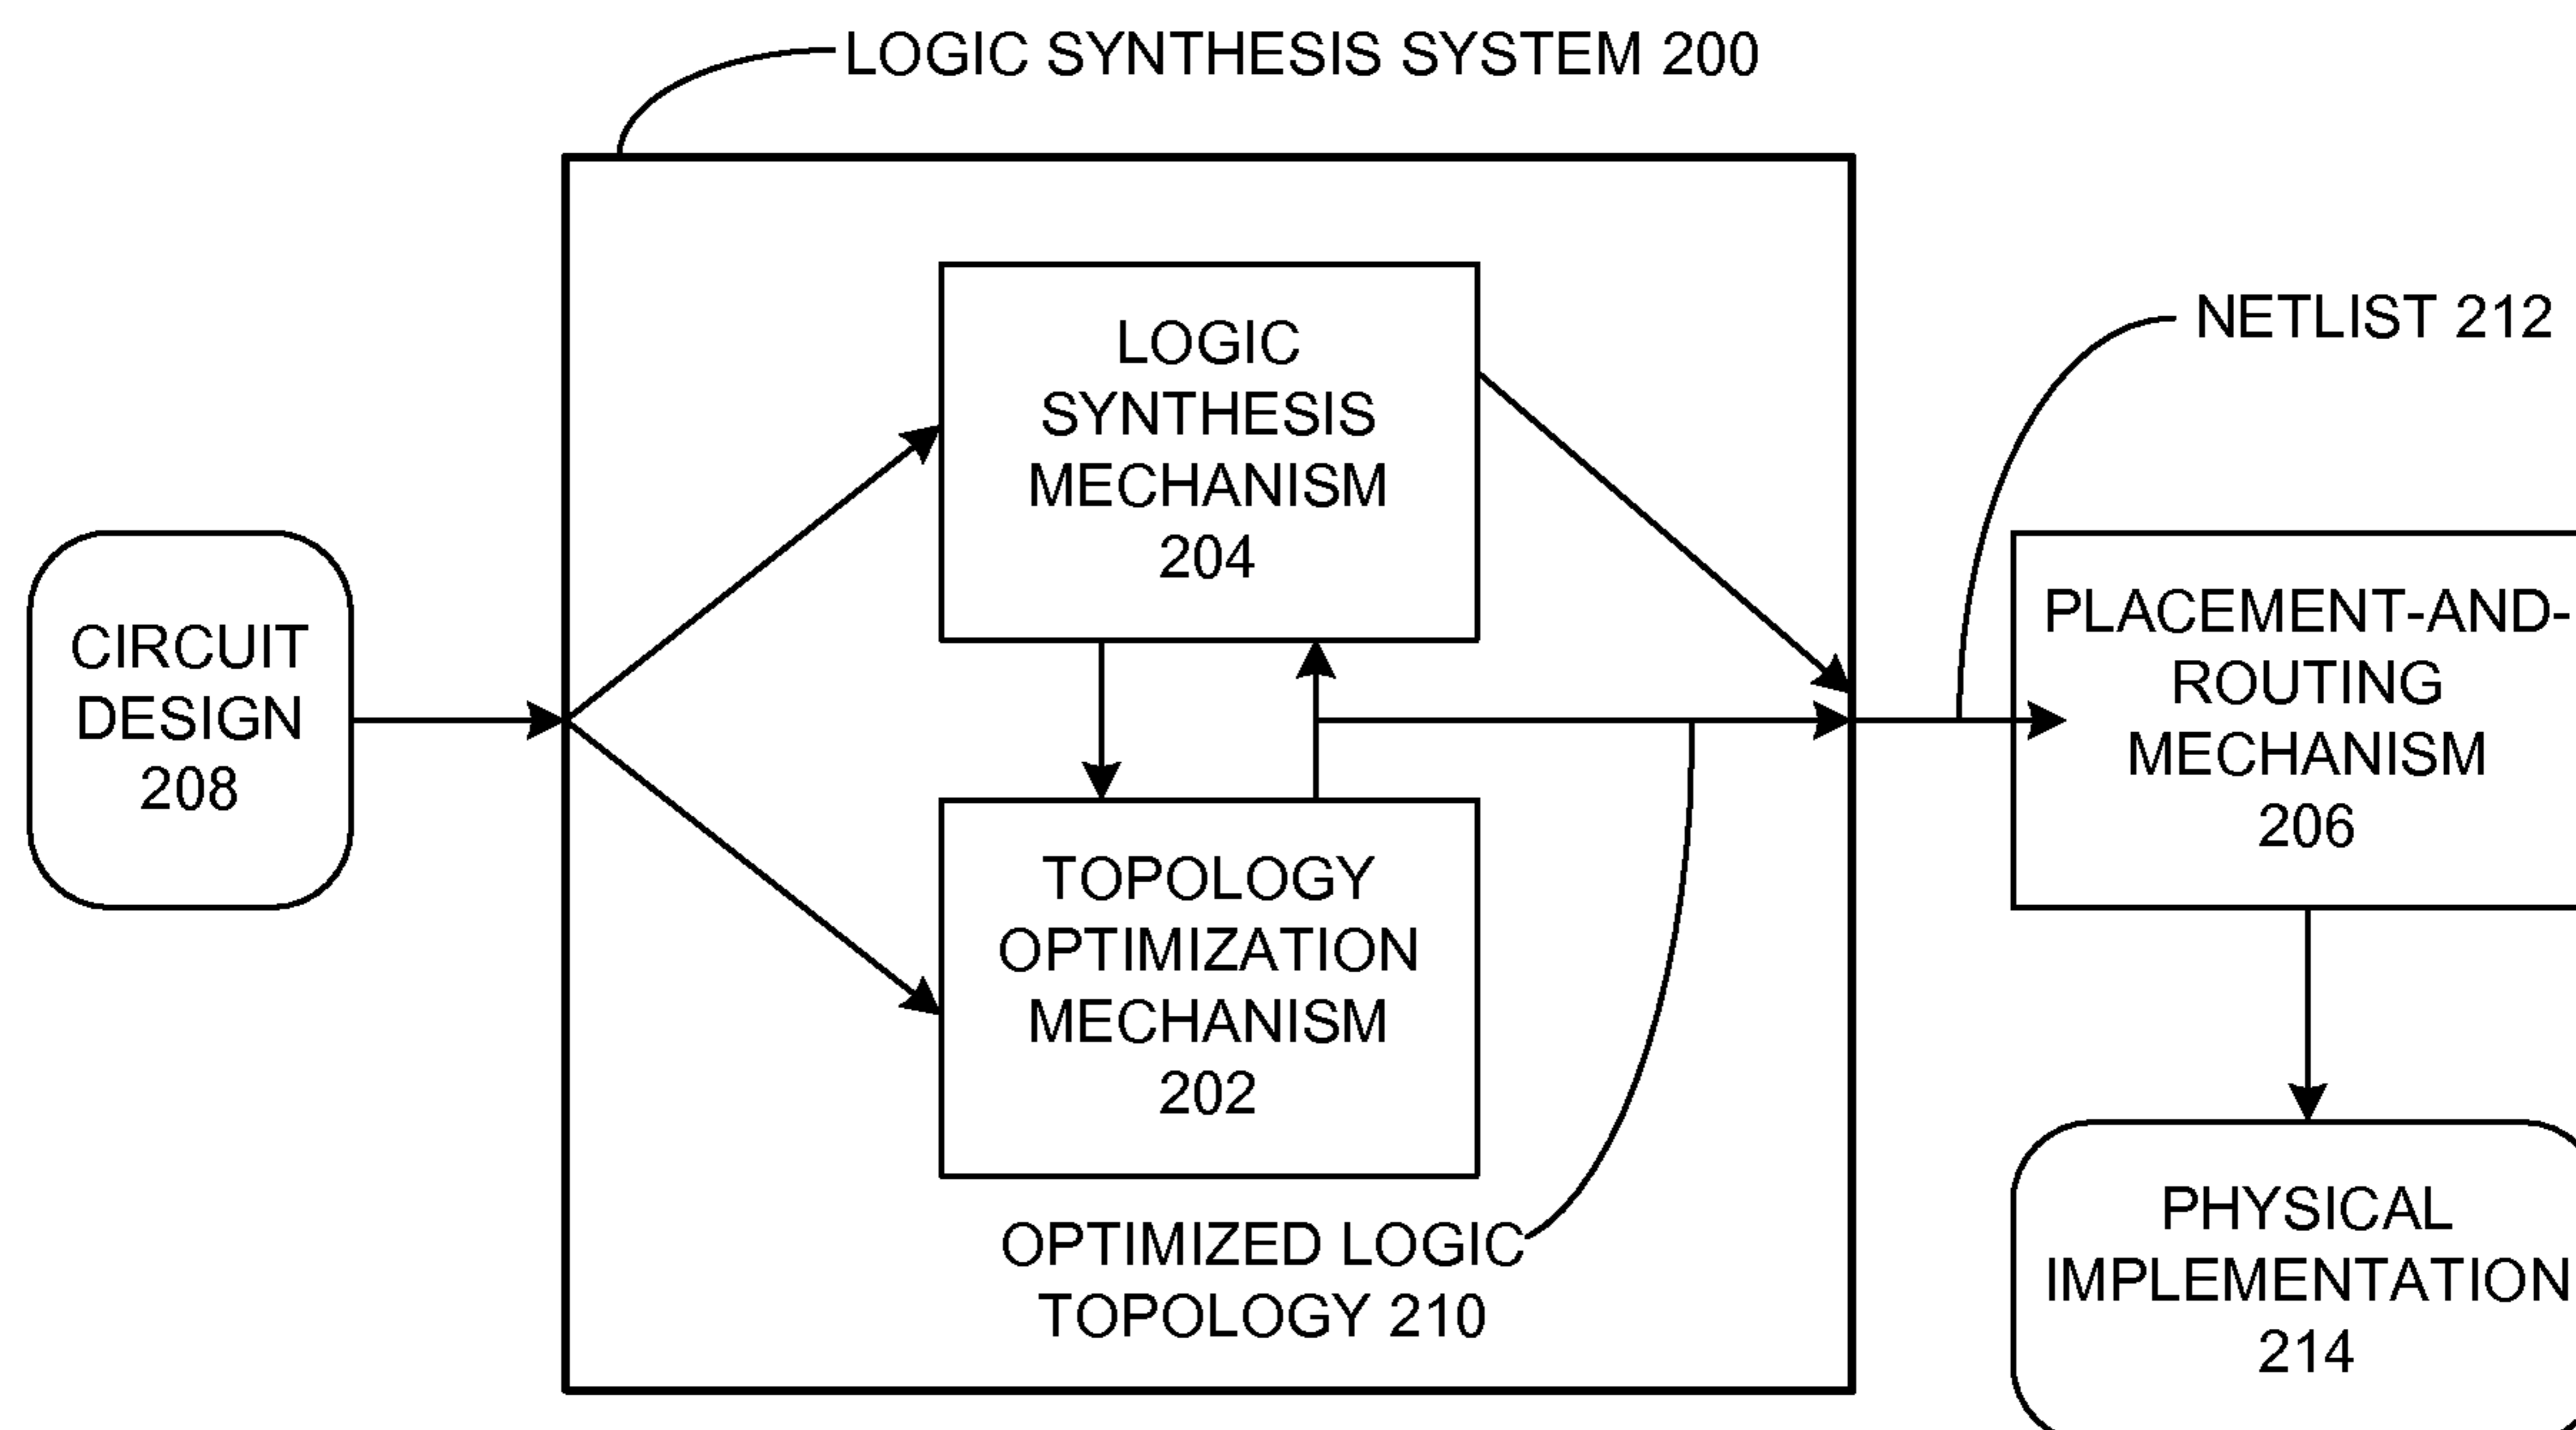 LOGIC SYNTHESIS SYSTEM 200
NETLIST 212
LOGIC
SYNTHESIS
MECHANISM
204
CIRCUIT
DESIGN
208
PLACEMENT-AND-
ROUTING
MECHANISM
206
TOPOLOGY
OPTIMIZATION
MECHANISM
202
OPTIMIZED LOGIC
TOPOLOGY 210
PHYSICAL
IMPLEMENTATION
214